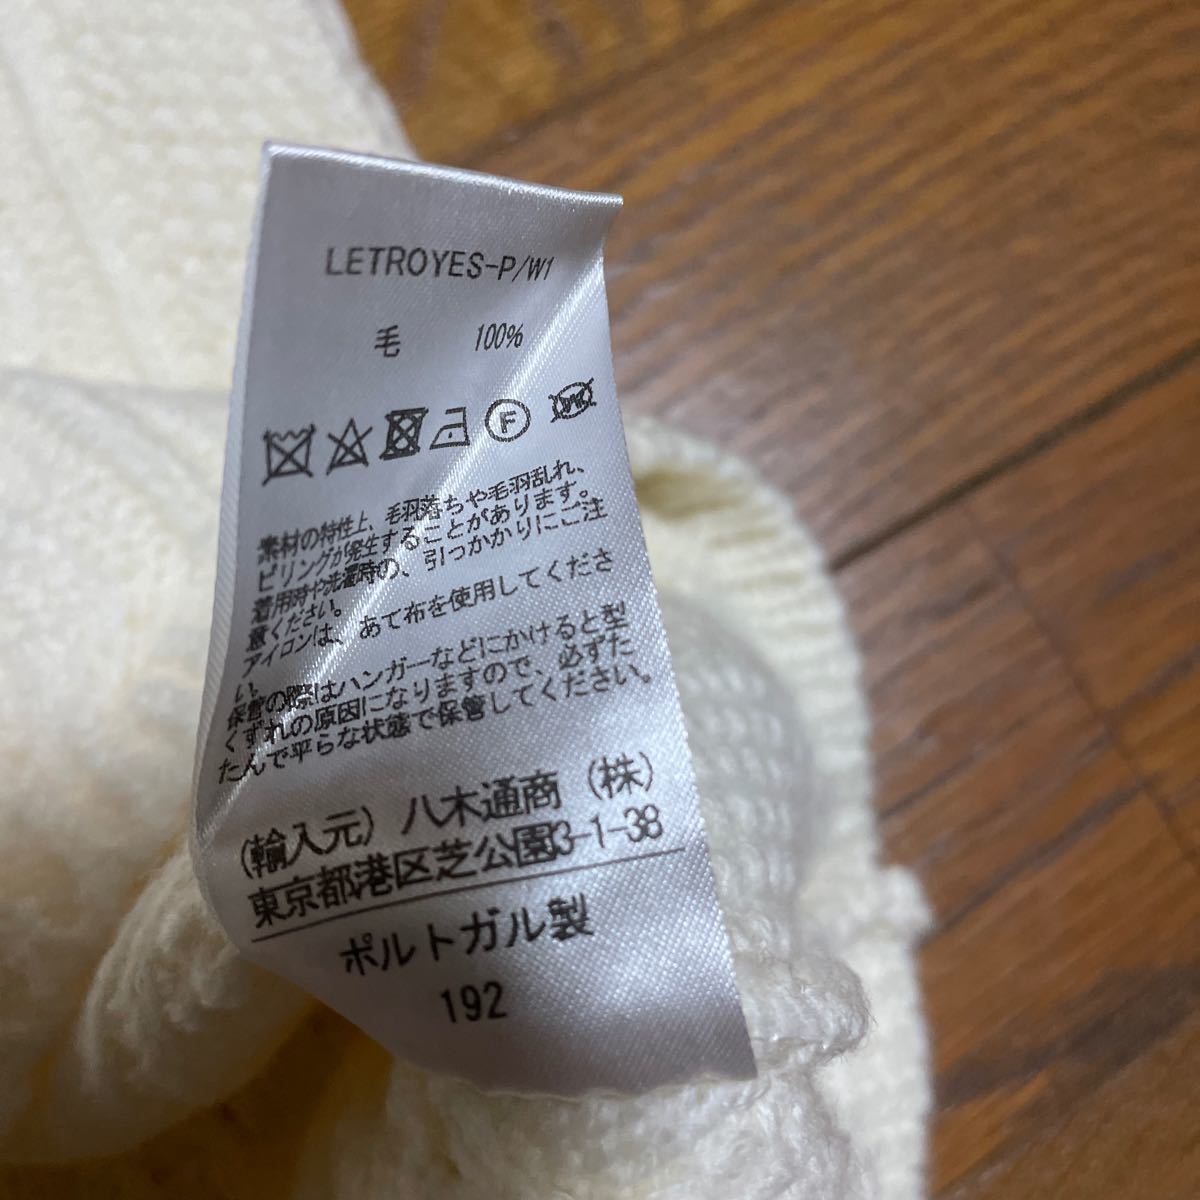 LETROYES-P/W1
毛 100%
F
素材の特性上、毛羽落ちや毛羽乱れ、
ピリングが発生することがあります。
着用時や洗濯時の、引っかかりにご注
意ください。
アイロンは、あて布を使用してくださ
い。
保管の際はハンガーなどにかけると型
くずれの原因になりますので、必ずた
たんで平らな状態で保管してください。
(輸入元) 八木通商 (株)
東京都港区芝公園3-1-38
ポルトガル製
192